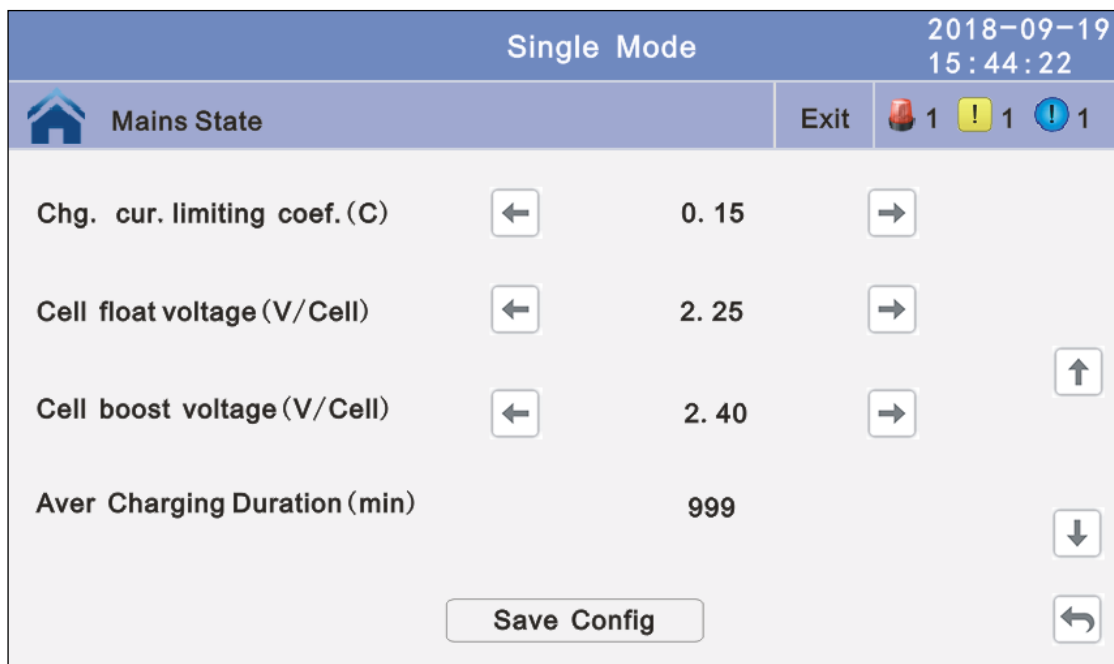 Single Mode
2018-09-19
15:44:22
Mains State
Exit
1
! 1
! 1
Chg. cur. limiting coef.(C)
0.15
Cell float voltage(V/Cell)
2.25
Cell boost voltage(V/Cell)
2.40
Aver Charging Duration(min)
999
Save Config